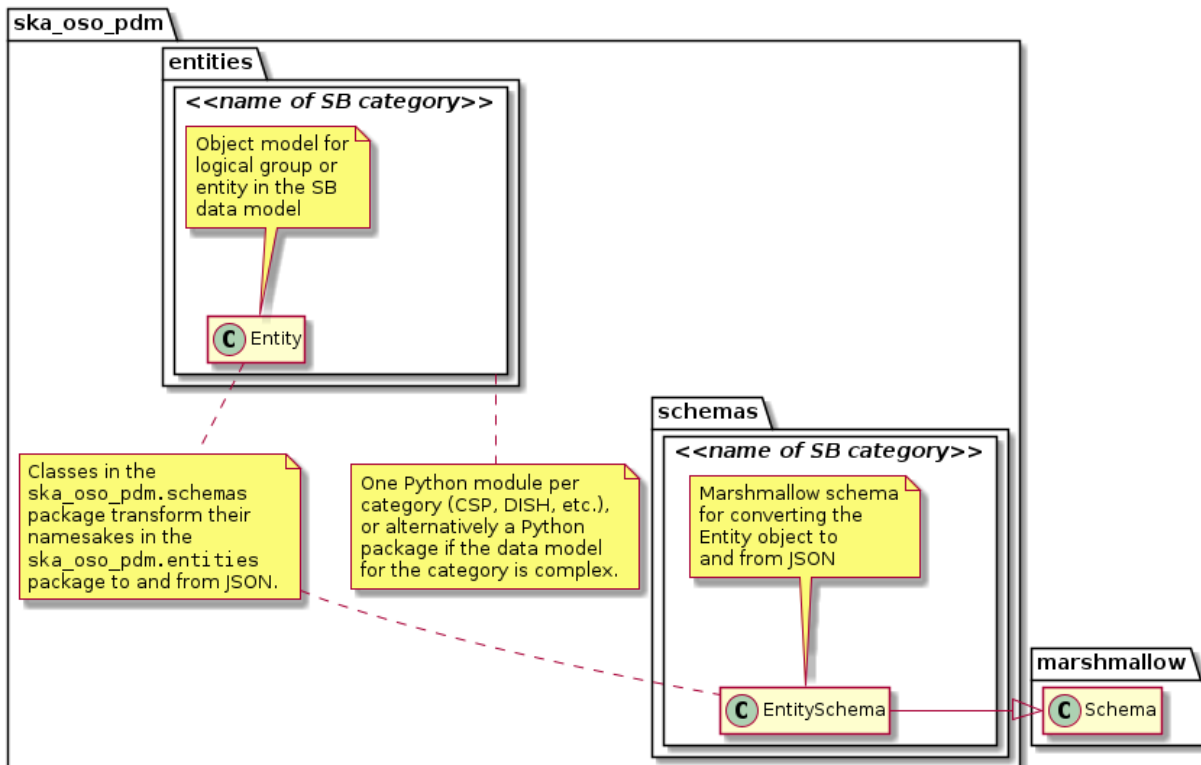 ska_oso_pdm
entities
<<name of SB category>>
Object model for
logical group or
entity in the SB
data model
C Entity
schemas
<<name of SB category>>
Classes in the
ska_oso_pdm.schemas
package transform their
namesakes in the
ska_oso_pdm.entities
package to and from JSON.
One Python module per
category (CSP, DISH, etc.),
or alternatively a Python
package if the data model
for the category is complex.
Marshmallow schema
for converting the
Entity object to
and from JSON
marshmallow
C EntitySchema
C Schema